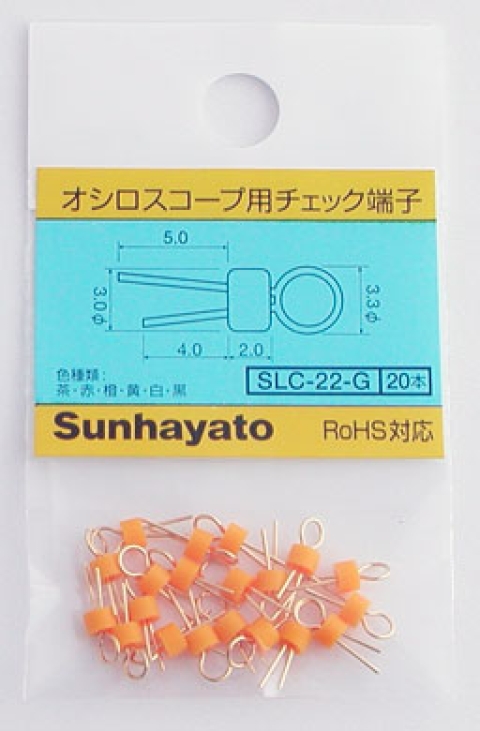 オシロスコープ用チェック端子
5.0
3.0φ
3.3φ
4.0
2.0
色種類:
茶・赤・橙・黄・白・黒
SLC-22-G 20本
Sunhayato
RoHS対応